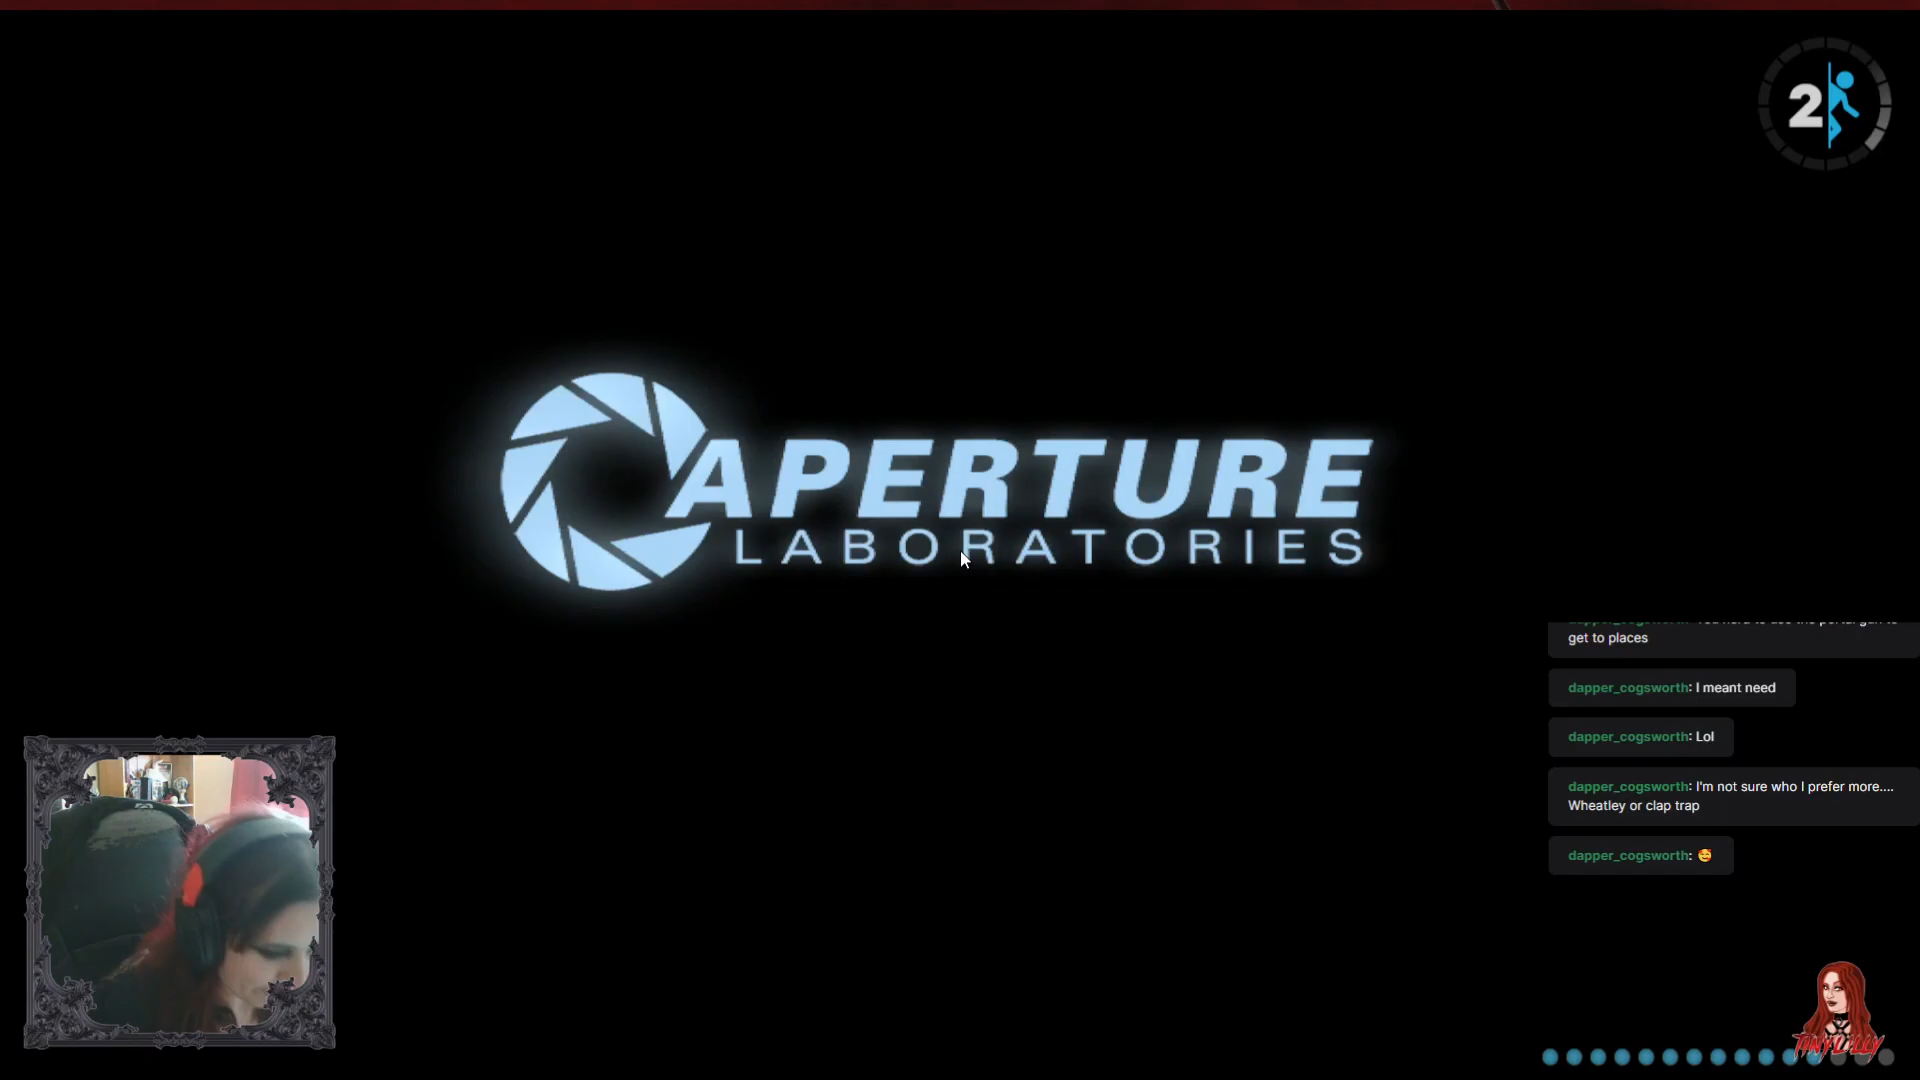 2
APERTURE
LABORATORIES
get to places
dapper_cogsworth: I meant need
dapper_cogsworth: Lol
dapper_cogsworth: I'm not sure who I prefer more....
Wheatley or clap trap
dapper_cogsworth: 🥰
TINYLILLY